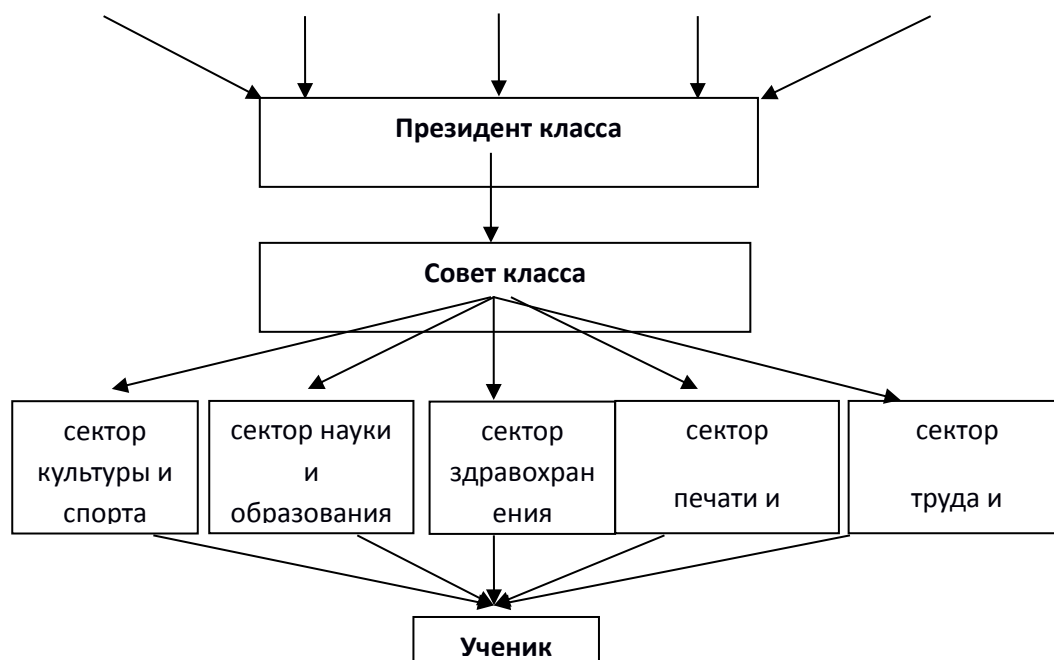 Президент класса
Совет класса
сектор
культуры и
спорта
сектор науки
и
образования
сектор
здравохран
ения
сектор
печати и
сектор
труда и
Ученик